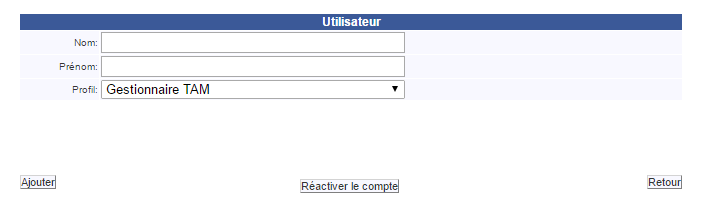 Utilisateur
Nom:
Prénom:
Profil: Gestionnaire TAM
Ajouter
Réactiver le compte
Retour